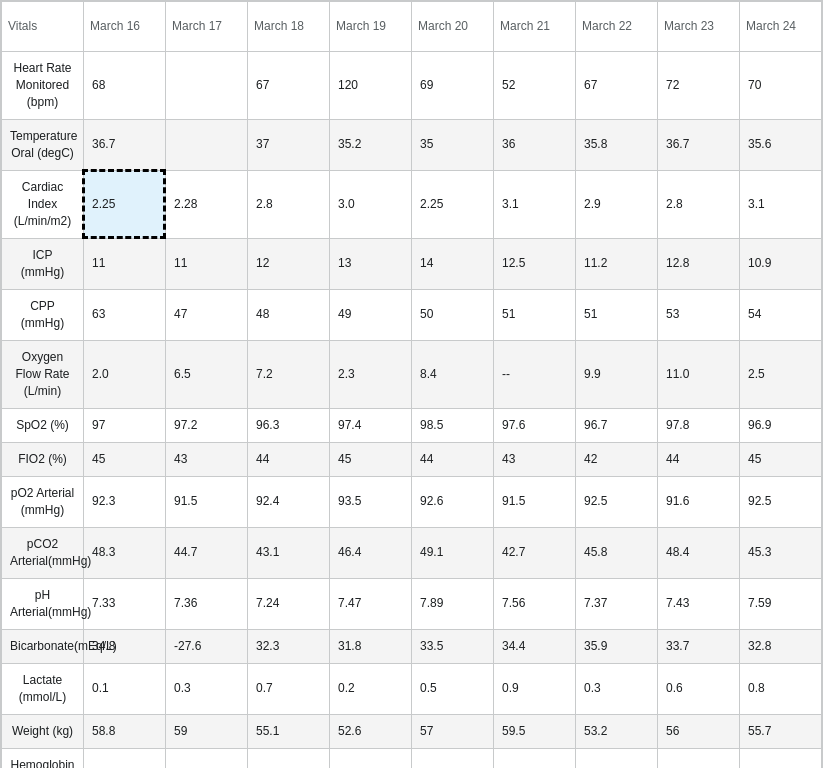 Vitals March 16 March 17 March 18 March 19 March 20 March 21 March 22 March 23 March 24
Heart Rate
Monitored
(bpm)
68 67 120 69 52 67 72 70
Temperature
Oral (degC)
36.7 37 35.2 35 36 35.8 36.7 35.6
Cardiac
Index
(L/min/m2)
2.25 2.28 2.8 3.0 2.25 3.1 2.9 2.8 3.1
ICP
(mmHg)
11 11 12 13 14 12.5 11.2 12.8 10.9
CPP
(mmHg)
63 47 48 49 50 51 51 53 54
Oxygen
Flow Rate
(L/min)
2.0 6.5 7.2 2.3 8.4 -- 9.9 11.0 2.5
SpO2 (%) 97 97.2 96.3 97.4 98.5 97.6 96.7 97.8 96.9
FIO2 (%) 45 43 44 45 44 43 42 44 45
pO2 Arterial
(mmHg)
92.3 91.5 92.4 93.5 92.6 91.5 92.5 91.6 92.5
pCO2
Arterial(mmHg)
48.3 44.7 43.1 46.4 49.1 42.7 45.8 48.4 45.3
pH
Arterial(mmHg)
7.33 7.36 7.24 7.47 7.89 7.56 7.37 7.43 7.59
Bicarbonate(mEq/L) -27.6 32.3 31.8 33.5 34.4 35.9 33.7 32.8
Lactate
(mmol/L)
0.1 0.3 0.7 0.2 0.5 0.9 0.3 0.6 0.8
Weight (kg) 58.8 59 55.1 52.6 57 59.5 53.2 56 55.7
Hemoglobin